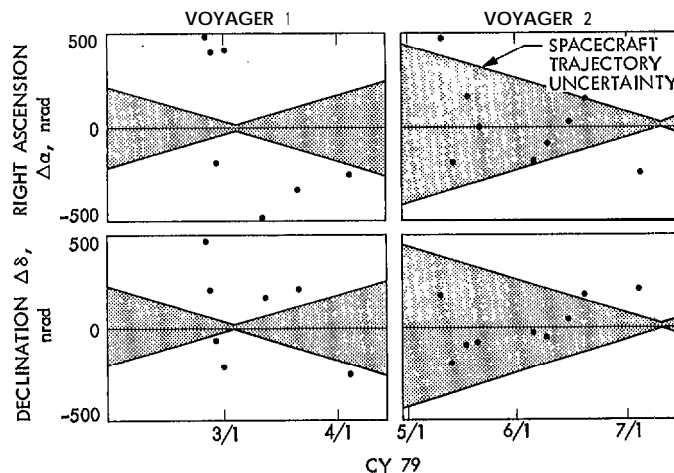 VOYAGER 1
VOYAGER 2
RIGHT ASCENSION
Δα, nrad
500
0
-500
SPACECRAFT
TRAJECTORY
UNCERTAINTY
DECLINATION Δδ,
nrad
500
0
-500
3/1
4/1
5/1
6/1
7/1
CY 79